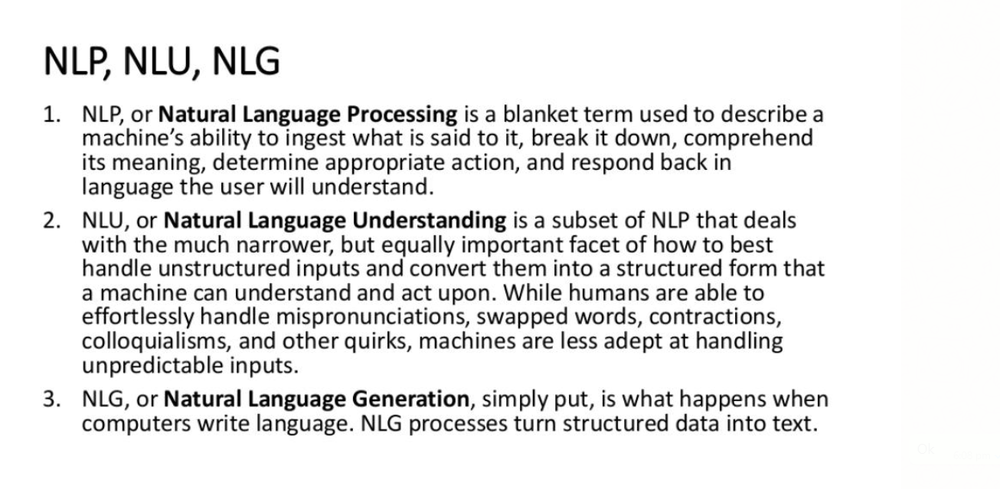 NLP, NLU, NLG
1. NLP, or Natural Language Processing is a blanket term used to describe a
machine’s ability to ingest what is said to it, break it down, comprehend
its meaning, determine appropriate action, and respond back in
language the user will understand.
2. NLU, or Natural Language Understanding is a subset of NLP that deals
with the much narrower, but equally important facet of how to best
handle unstructured inputs and convert them into a structured form that
a machine can understand and act upon. While humans are able to
effortlessly handle mispronunciations, swapped words, contractions,
colloquialisms, and other quirks, machines are less adept at handling
unpredictable inputs.
3. NLG, or Natural Language Generation, simply put, is what happens when
computers write language. NLG processes turn structured data into text.